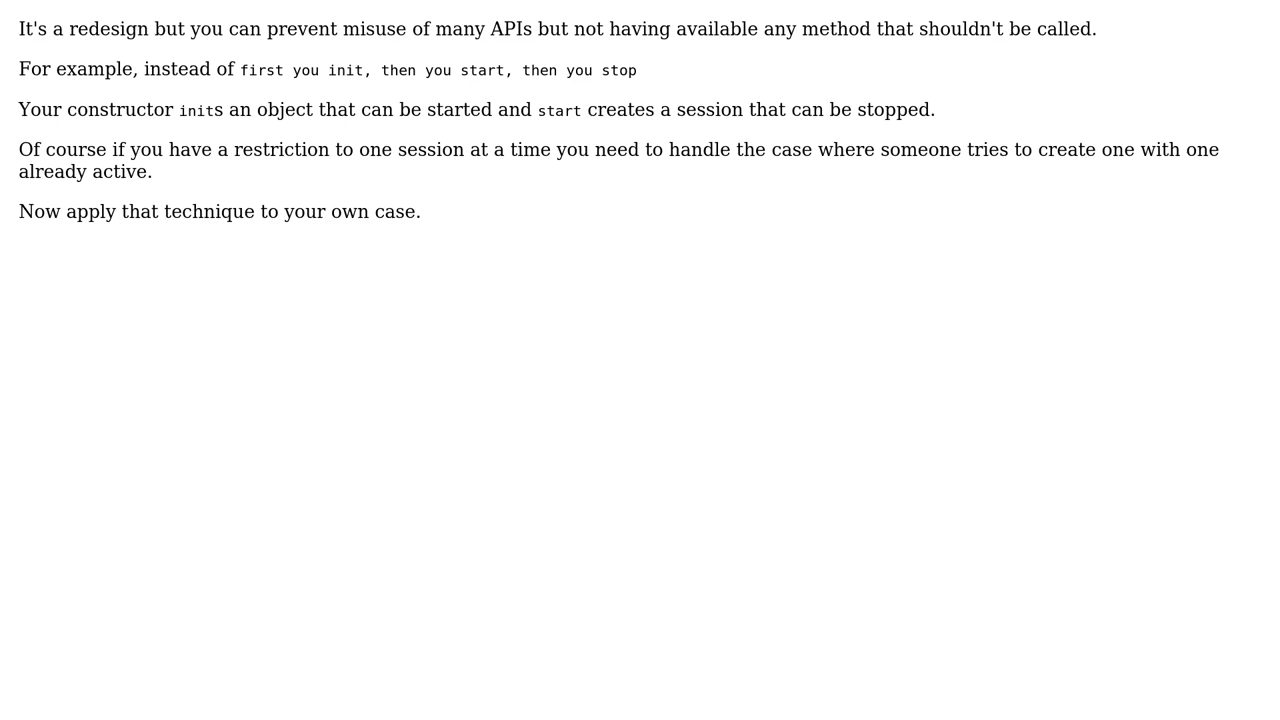 It's a redesign but you can prevent misuse of many APIs but not having available any method that shouldn't be called.
For example, instead of first you init, then you start, then you stop
Your constructor inits an object that can be started and start creates a session that can be stopped.
Of course if you have a restriction to one session at a time you need to handle the case where someone tries to create one with one
already active.
Now apply that technique to your own case.